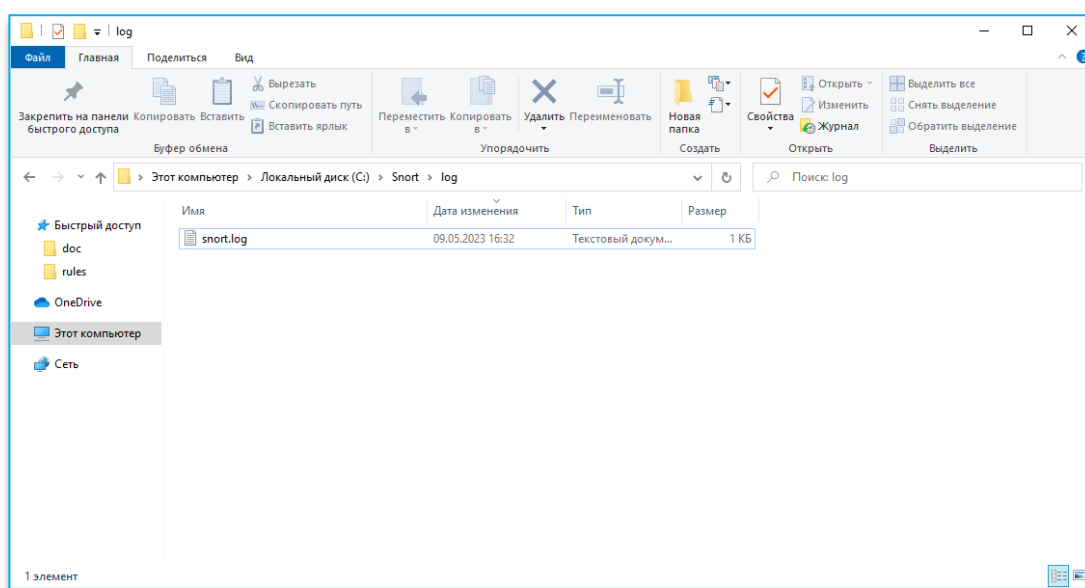 log
Файл Главная Поделиться Вид
Закрепить на панели быстрого доступа
Копировать
Вставить
Вырезать
Скопировать путь
Вставить ярлык
Буфер обмена
Переместить в
Копировать в
Удалить
Переименовать
Упорядочить
Новая папка
Создать
Свойства
Открыть
Изменить
Журнал
Открыть
Выделить все
Снять выделение
Обратить выделение
Выделить
Этот компьютер > Локальный диск (C:) > Snort > log
Поиск: log
Быстрый доступ
doc
rules
OneDrive
Этот компьютер
Сеть
Имя Дата изменения Тип Размер
snort.log 09.05.2023 16:32 Текстовый докум... 1 КБ
1 элемент